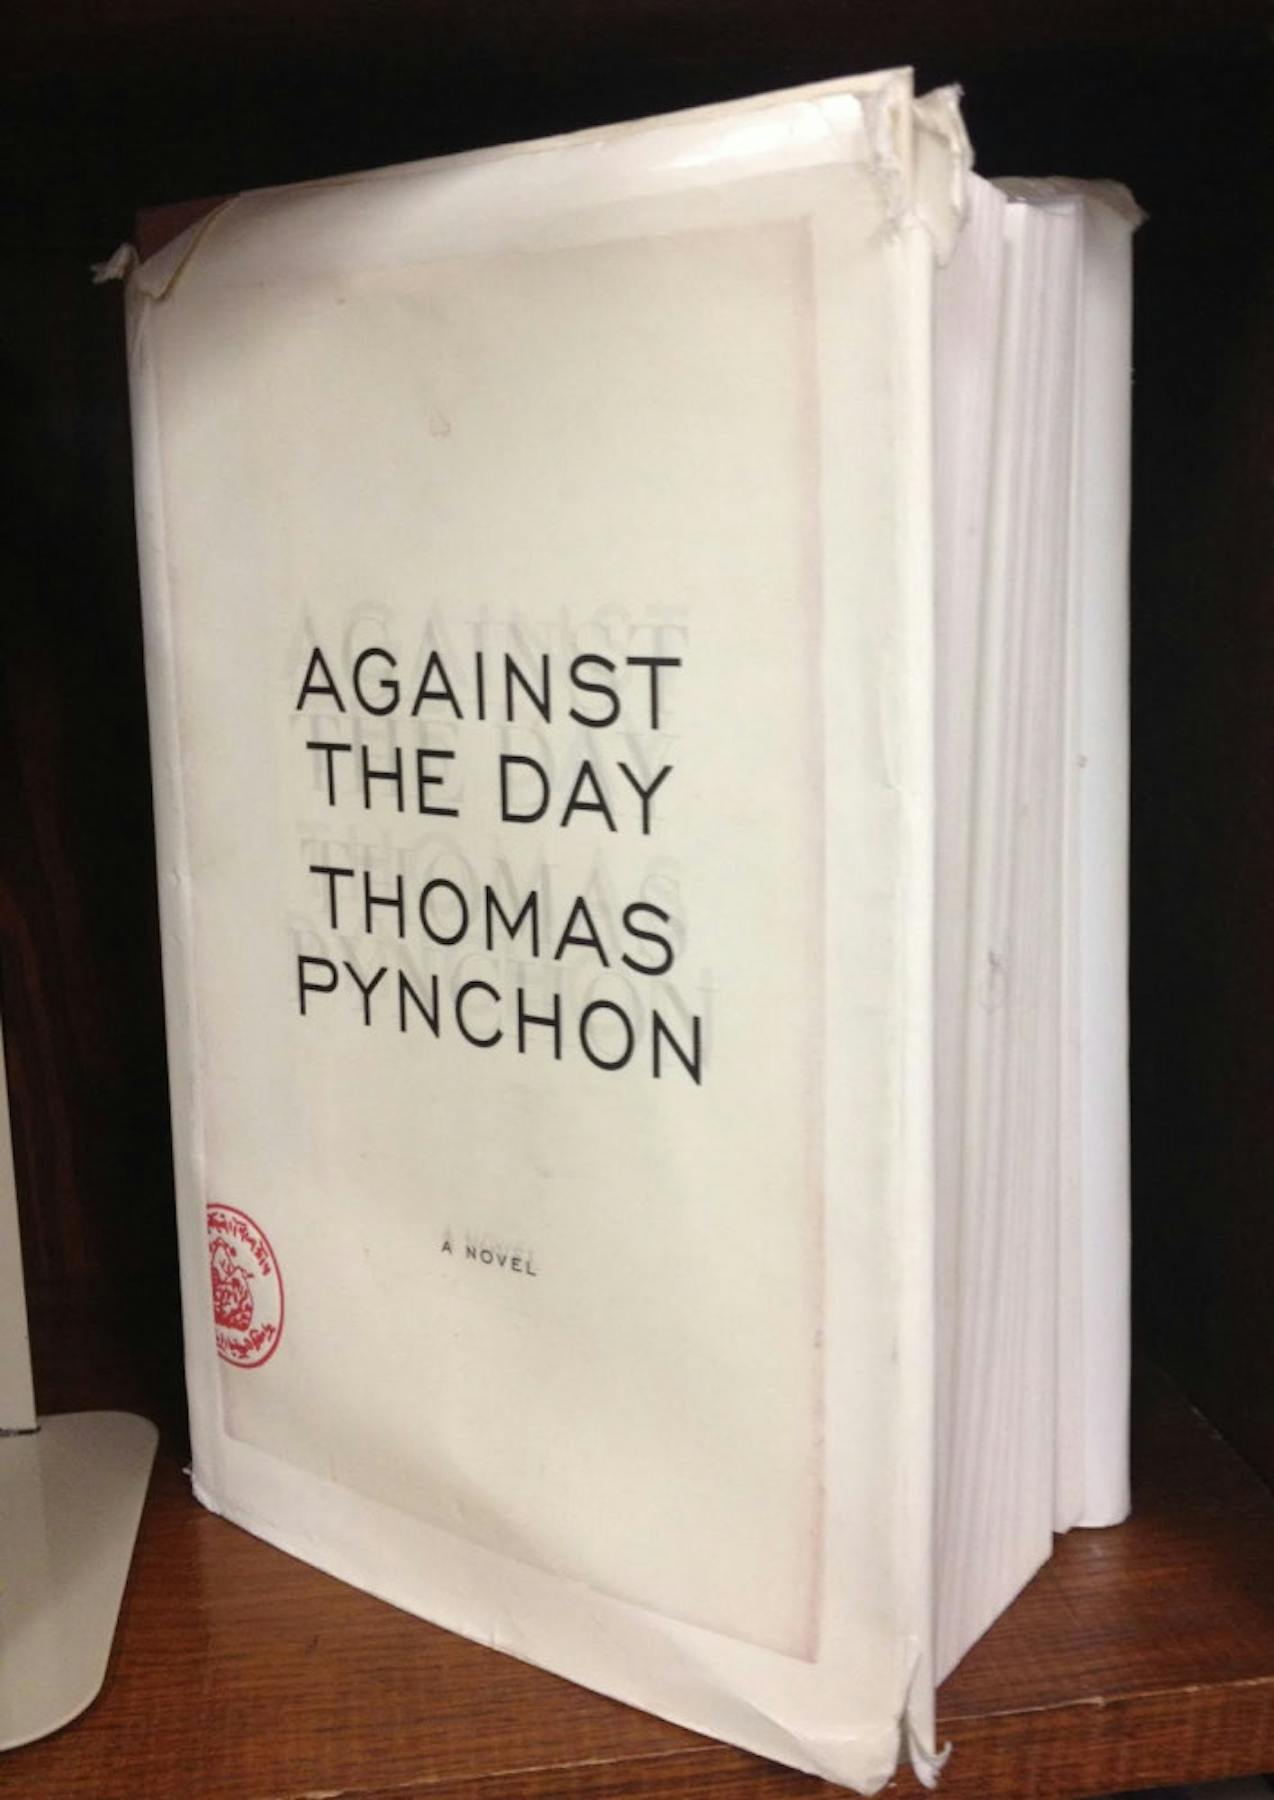 AGAINST
THE DAY
THOMAS
PYNCHON
A NOVEL